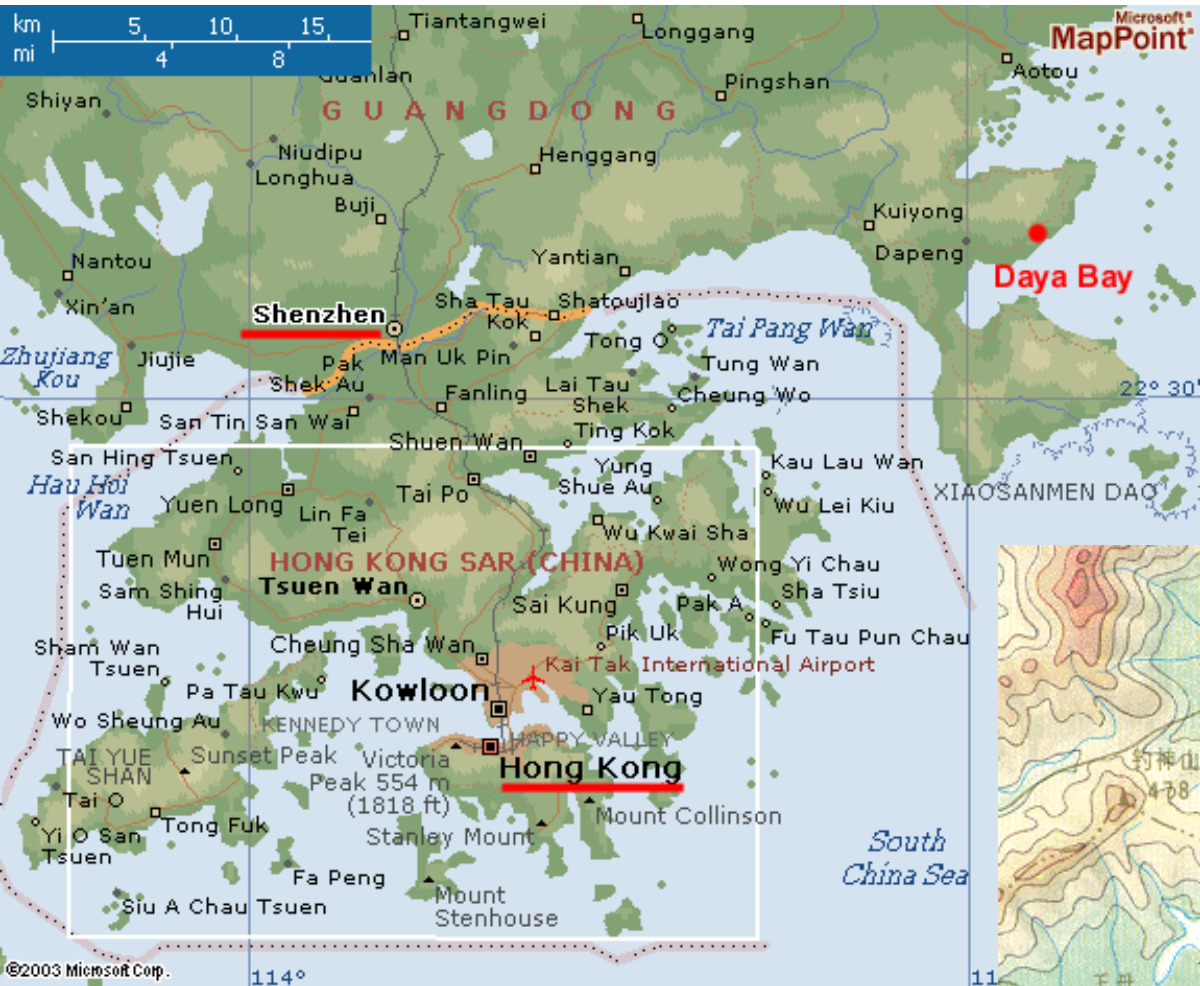 km 5, 10, 15,
mi 4 8
Microsoft®
MapPoint®
Tiantangwei
Longgang
Guanlan
Pingshan
Aotou
Shiyan
GUANGDONG
Niudipu
Longhua
Henggang
Buji
Kuiyong
Dapeng
Nantou
Yantian
Daya Bay
Xin'an
Shenzhen
Sha Tau
Kok
Shatoujlao
Tai Pang Wan
Tong O
Zhujiang
Kou
Jiujie
Pak
Shek Au
Man Uk Pin
Tung Wan
Lai Tau
Shek
Cheung Wo
22° 30'
Fanling
Shekou
San Tin San Wai
Shuen Wan
Ting Kok
San Hing Tsuen
Yung
Shue Au
Kau Lau Wan
Hau Hoi
Wan
Yuen Long
Lin Fa
Tei
Tai Po
Wu Lei Kiu
XIAOSANMEN DAO
Wu Kwai Sha
Tuen Mun
HONG KONG SAR (CHINA)
Wong Yi Chau
Sam Shing
Hui
Tsuen Wan
Sai Kung
Pak A
Sha Tsiu
Pik Uk
Fu Tau Pun Chau
Sham Wan
Tsuen
Cheung Sha Wan
Kai Tak International Airport
Pa Tau Kwu
Kowloon
Yau Tong
Wo Sheung Au
KENNEDY TOWN
HAPPY VALLEY
TAI YUE
SHAN
Sunset Peak
Victoria
Peak 554 m
(1818 ft)
Hong Kong
Tai O
Mount Collinson
Yi O San
Tsuen
Tong Fuk
Stanley Mount
South
China Sea
Fa Peng
Mount
Stenhouse
Siu A Chau Tsuen
钓神山
478
©2003 Microsoft Corp.
114°
11